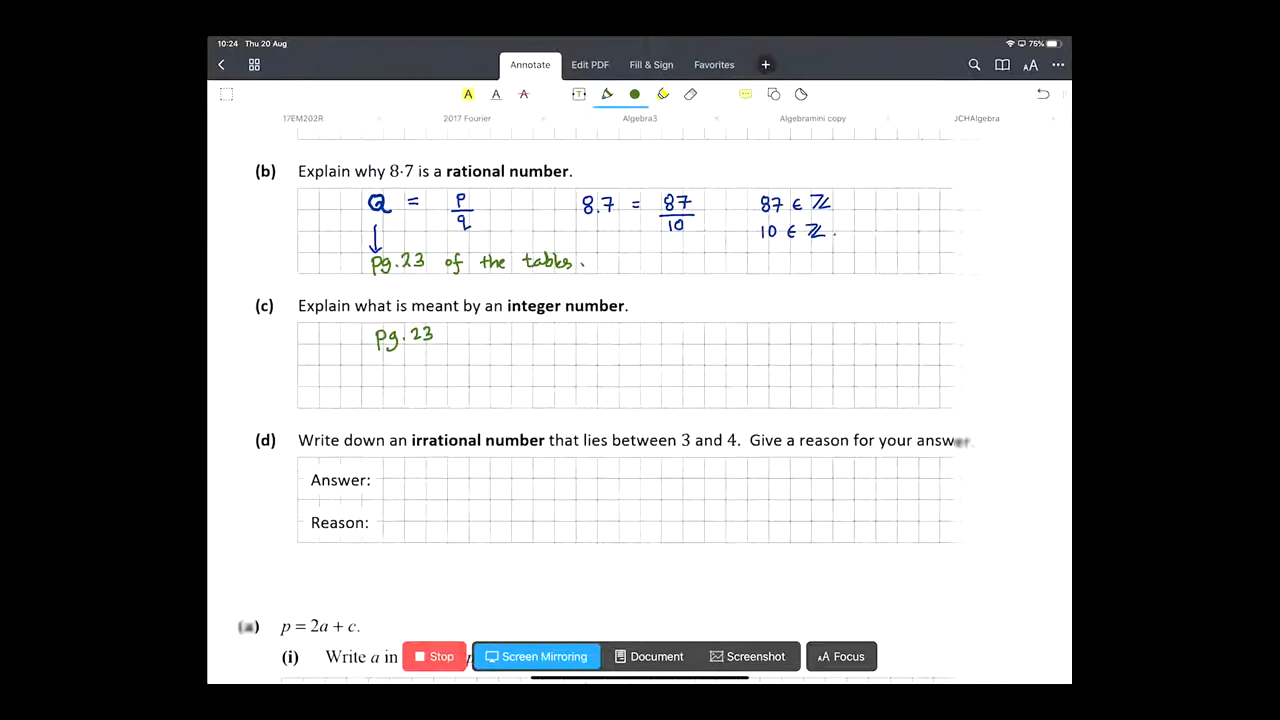 10:24 Thu 20 Aug 75%
Annotate Edit PDF Fill & Sign Favorites +
17EM202R 2017 Fourier Algebra3 Algebramini copy JCHAlgebra
(b) Explain why 8·7 is a rational number.
Q = p/q 8.7 = 87/10 87 ∈ ℤ
10 ∈ ℤ.
pg.23 of the tables.
(c) Explain what is meant by an integer number.
pg.23
(d) Write down an irrational number that lies between 3 and 4. Give a reason for your answer.
Answer:
Reason:
(a) p = 2a + c.
(i) Write a in
Stop Screen Mirroring Document Screenshot AA Focus